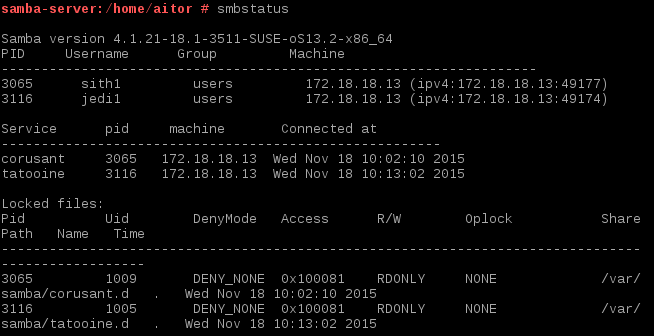 samba-server:/home/aitor # smbstatus

Samba version 4.1.21-18.1-3511-SUSE-oS13.2-x86_64
PID     Username      Group         Machine
-------------------------------------------------------------------
3065      sith1         users         172.18.18.13 (ipv4:172.18.18.13:49177)
3116      jedi1         users         172.18.18.13 (ipv4:172.18.18.13:49174)

Service      pid     machine       Connected at
-------------------------------------------------------
corusant     3065   172.18.18.13  Wed Nov 18 10:02:10 2015
tatooine     3116   172.18.18.13  Wed Nov 18 10:13:02 2015

Locked files:
Pid          Uid        DenyMode   Access      R/W        Oplock           Share
Path   Name   Time
--------------------------------------------------------------------------------
------------------
3065         1009       DENY_NONE  0x100081    RDONLY     NONE             /var/
samba/corusant.d   .   Wed Nov 18 10:02:10 2015
3116         1005       DENY_NONE  0x100081    RDONLY     NONE             /var/
samba/tatooine.d   .   Wed Nov 18 10:13:02 2015